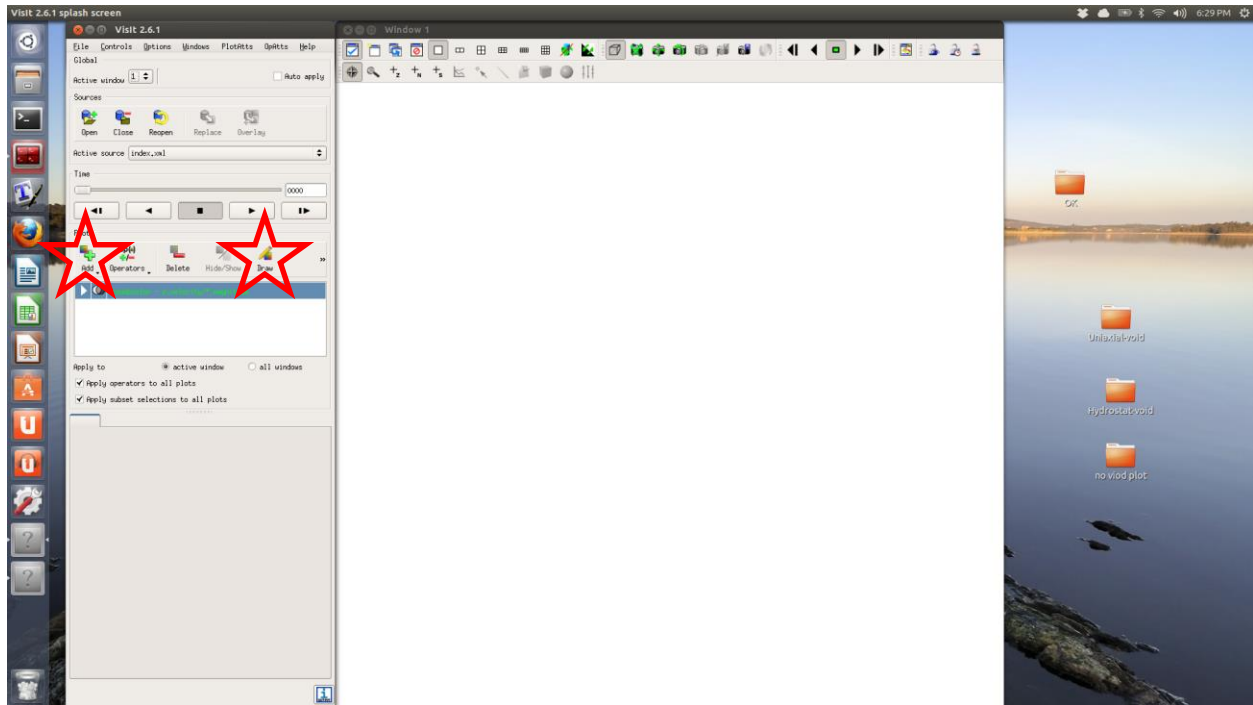 VisIt 2.6.1 splash screen
6:29 PM
VisIt 2.6.1
File Controls Options Windows PlotAtts OpAtts Help
Global
Active window 1
Auto apply
Sources
Open Close Reopen Replace Overlay
Active source index.xml
Time
0000
Add Operators Delete Hide/Show Draw
»
Apply to active window all windows
Apply operators to all plots
Apply subset selections to all plots
Window 1
OK
Uniaxial-void
Hydrostat-void
no viod plot